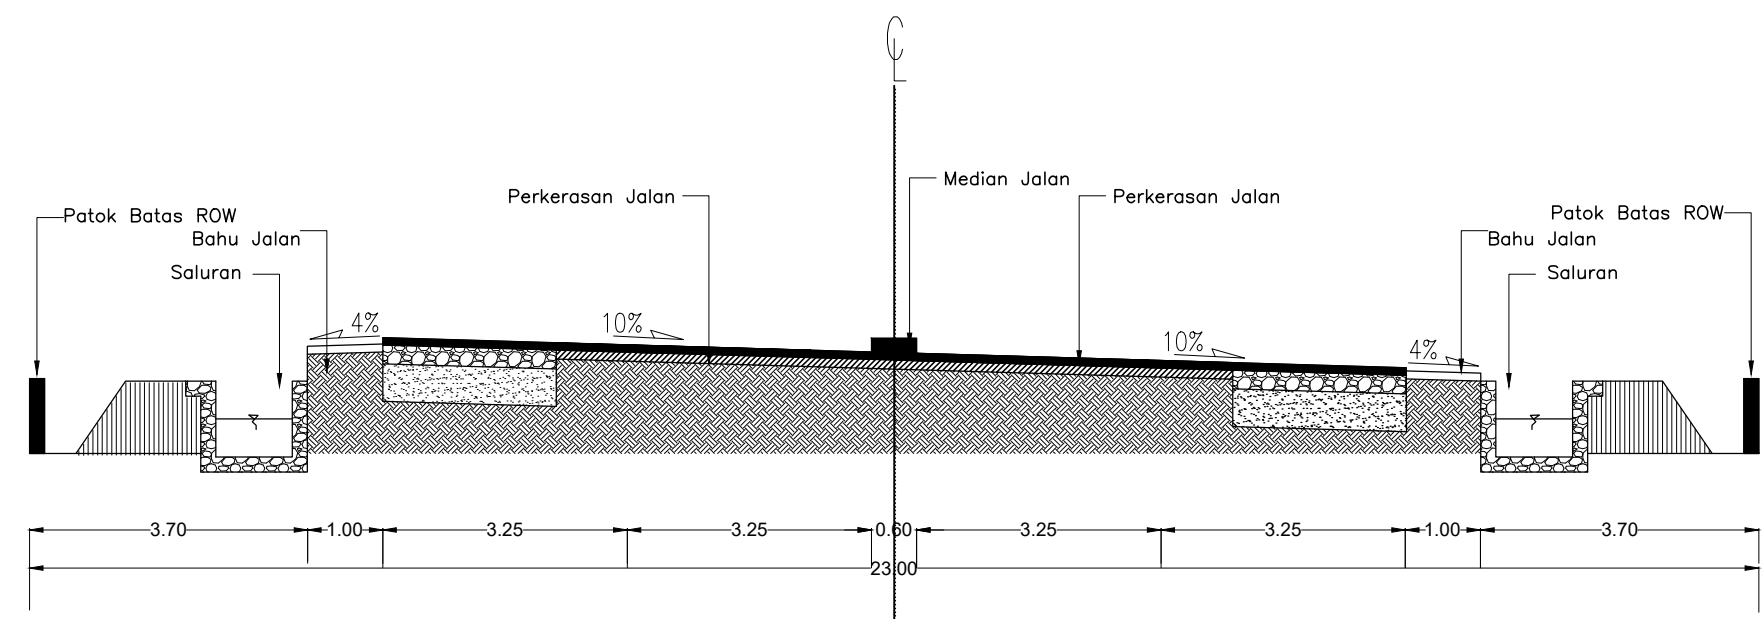 CL
Median Jalan
Perkerasan Jalan
Perkerasan Jalan
Patok Batas ROW
Patok Batas ROW
Bahu Jalan
Bahu Jalan
Saluran
Saluran
4%
10%
10%
4%
3.70 1.00 3.25 3.25 0.60 3.25 3.25 1.00 3.70
23.00